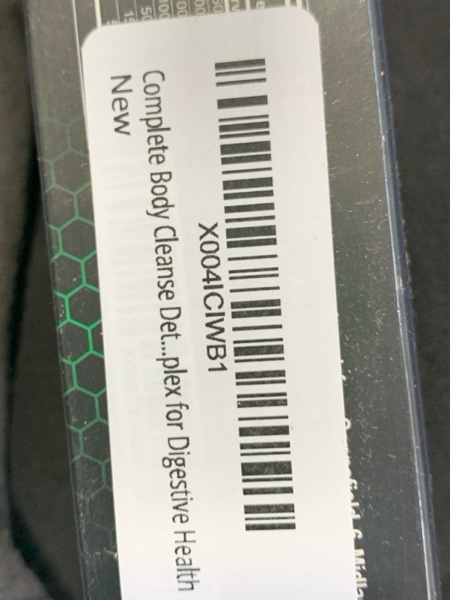 X004ICIWB1
Complete Body Cleanse Det...plex for Digestive Health
New